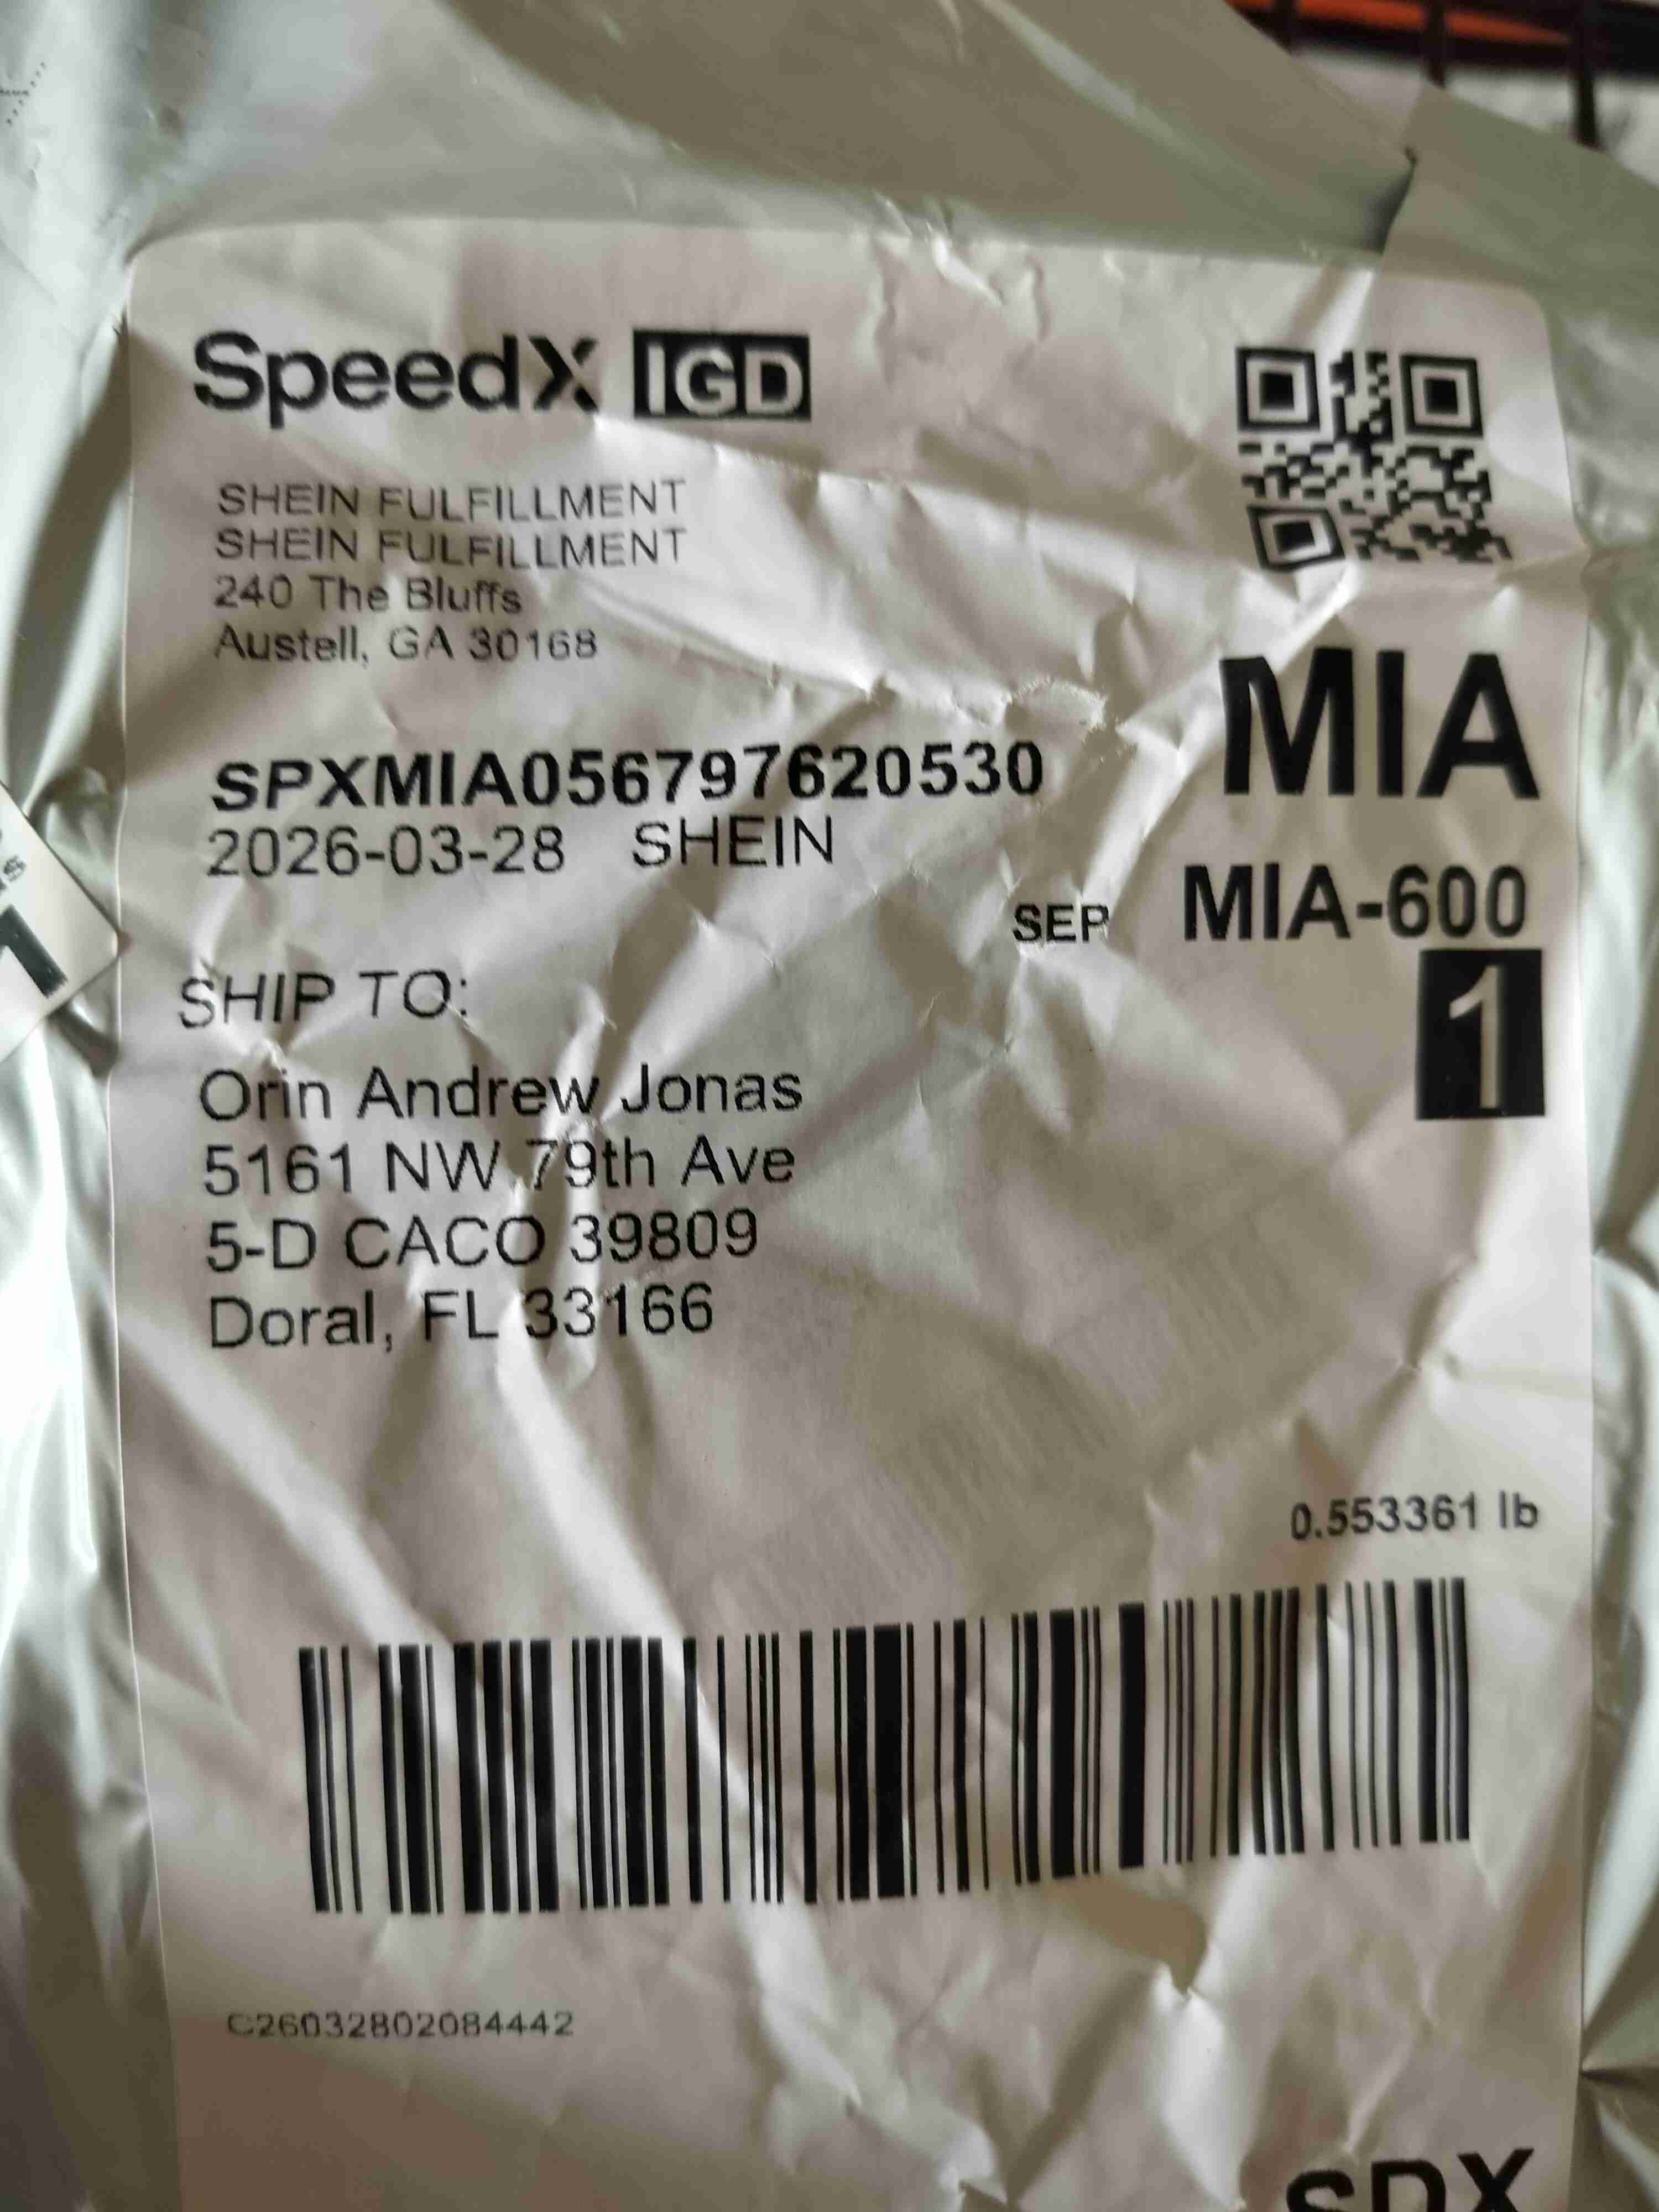 SpeedX IGD
SHEIN FULFILLMENT
SHEIN FULFILLMENT
240 The Bluffs
Austell, GA 30168
MIA
SPXMIA056797620530
2026-03-28 SHEIN
SEP MIA-600
1
SHIP TO:
Orin Andrew Jonas
5161 NW 79th Ave
5-D CACO 39809
Doral, FL 33166
0.553361 lb
C26032802084442
SDX